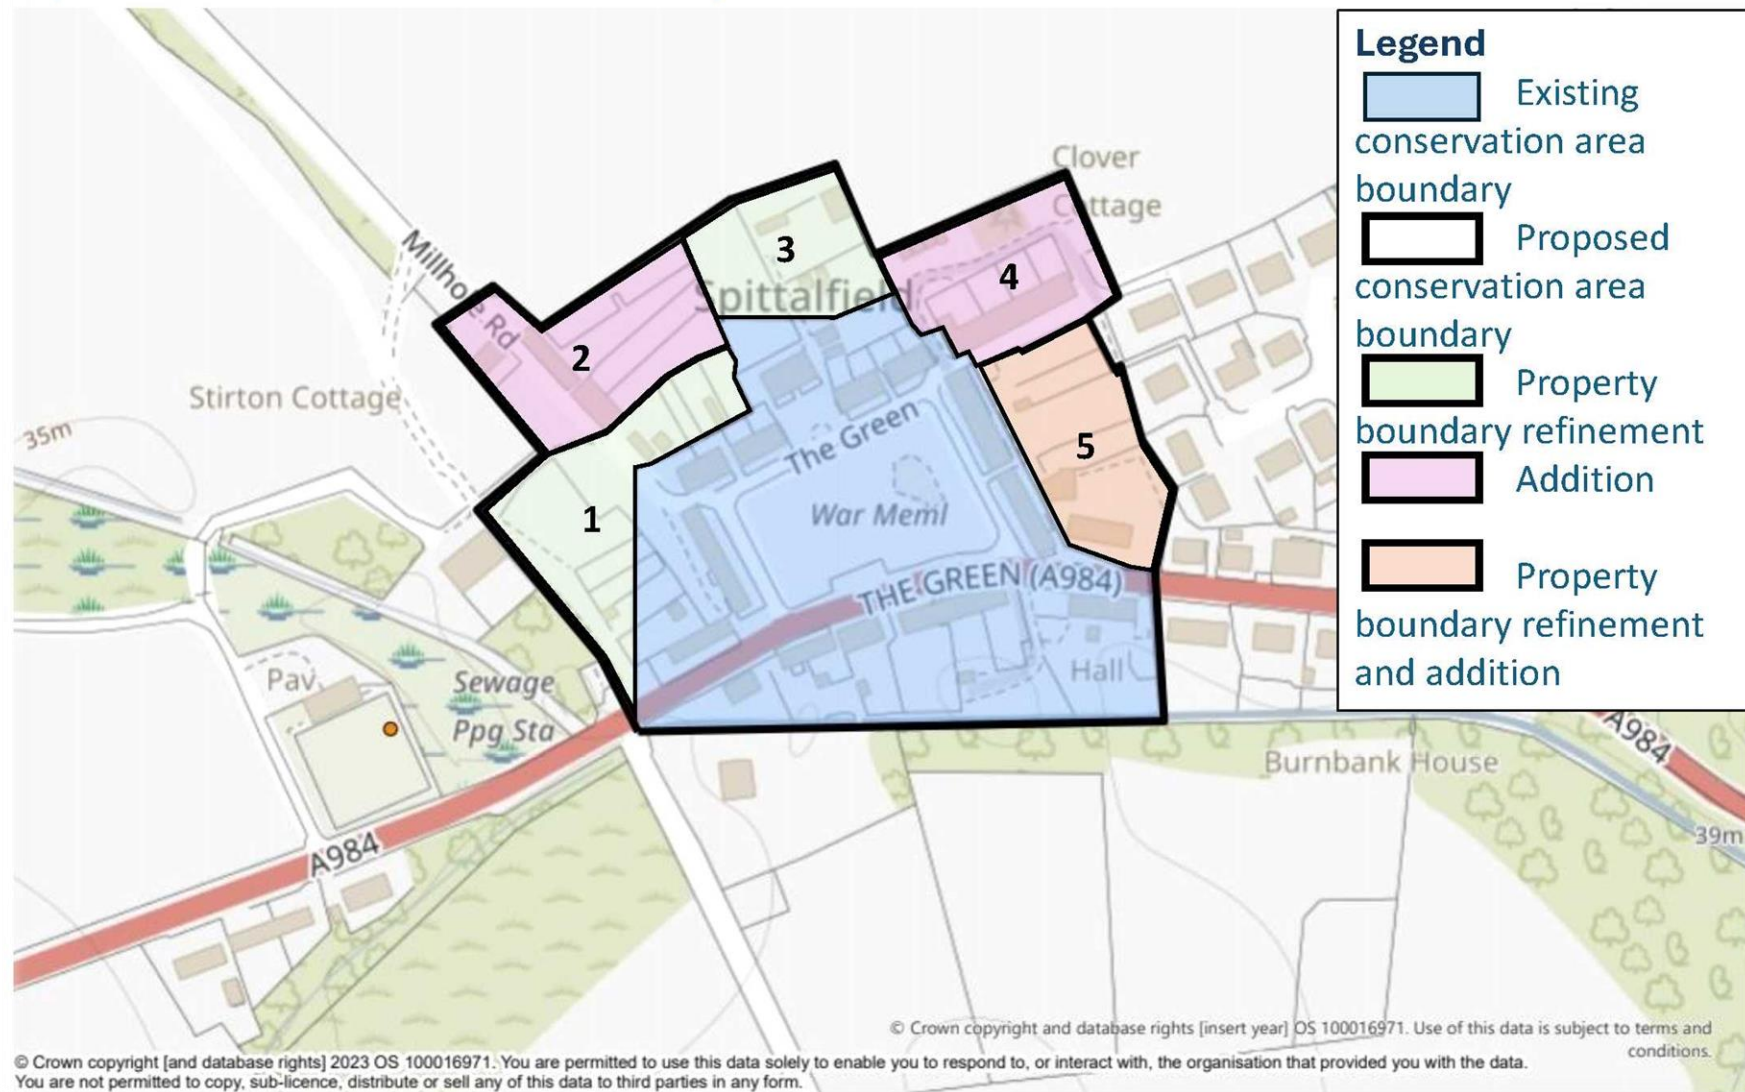 Legend
Existing
conservation area
boundary
Proposed
conservation area
boundary
Property
boundary refinement
Addition
Property
boundary refinement
and addition
Clover
Cottage
Millhole Rd
3
Spittalfield
4
2
Stirton Cottage
35m
The Green
5
War Meml
1
THE GREEN (A984)
Hall
Pav
Sewage
Ppg Sta
A984
Burnbank House
39m
A984
© Crown copyright and database rights [insert year] OS 100016971. Use of this data is subject to terms and
conditions.
© Crown copyright [and database rights] 2023 OS 100016971. You are permitted to use this data solely to enable you to respond to, or interact with, the organisation that provided you with the data.
You are not permitted to copy, sub-licence, distribute or sell any of this data to third parties in any form.